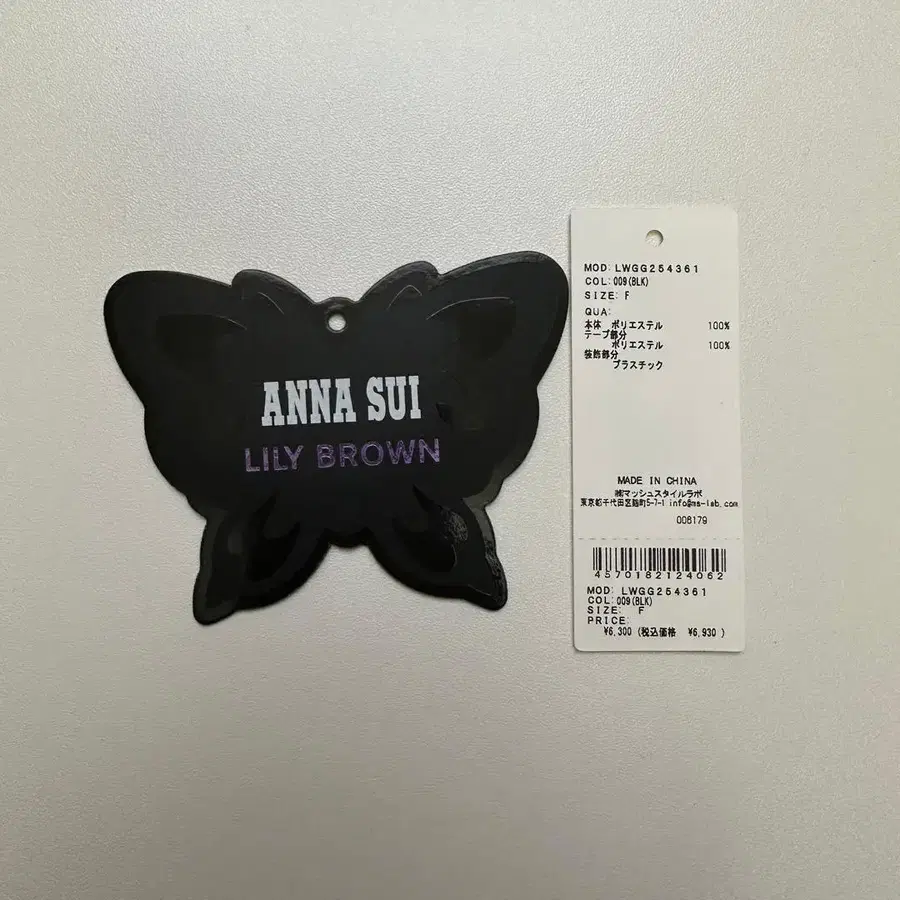 ANNA SUI
LILY BROWN
MOD: LWGG254361
COL: 009(BLK)
SIZE: F
QUA:
本体 ポリエステル 100%
テープ部分
ポリエステル 100%
装飾部分
プラスチック
MADE IN CHINA
㈱マッシュスタイルラボ
東京都千代田区麹町5-7-1 info@ms-lab.com
006179
4570182124062
MOD: LWGG254361
COL: 009(BLK)
SIZE: F
PRICE:
¥6,300 (税込価格 ¥6,930 )